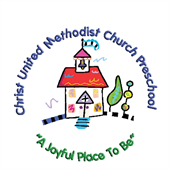 Christ United Methodist Church Preschool
"A Joyful Place To Be"